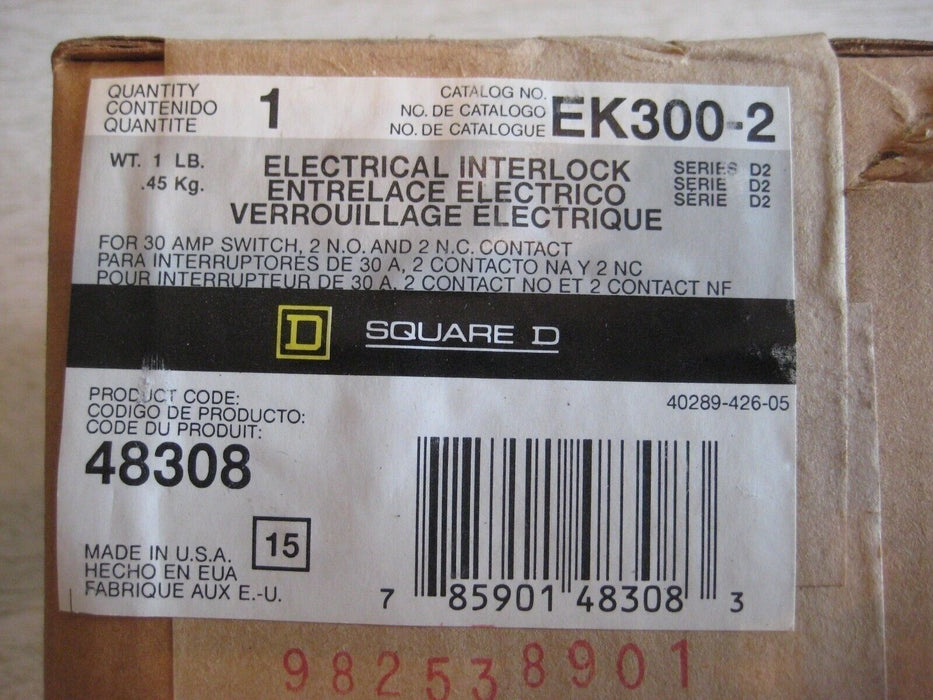 QUANTITY
CONTENIDO
QUANTITE
1
CATALOG NO.
NO. DE CATALOGO
NO. DE CATALOGUE
EK300-2
WT. 1 LB.
.45 Kg.
ELECTRICAL INTERLOCK
ENTRELACE ELECTRICO
VERROUILLAGE ELECTRIQUE
SERIES D2
SERIE D2
SERIE D2
FOR 30 AMP SWITCH, 2 N.O. AND 2 N.C. CONTACT
PARA INTERRUPTORES DE 30 A, 2 CONTACTO NA Y 2 NC
POUR INTERRUPTEUR DE 30 A, 2 CONTACT NO ET 2 CONTACT NF
D SQUARE D
PRODUCT CODE:
CODIGO DE PRODUCTO:
CODE DU PRODUIT:
48308
40289-426-05
MADE IN U.S.A.
HECHO EN EUA
FABRIQUE AUX E.-U.
15
7 85901 48308 3
982538901